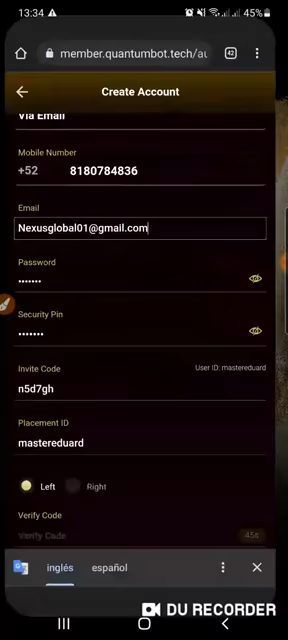 13:34
45%
member.quantumbot.tech/au
42
Create Account
Via Email
Mobile Number
+52 8180784836
Email
Nexusglobal01@gmail.com
Password
•••••••
Security Pin
•••••••
Invite Code
User ID: mastereduard
n5d7gh
Placement ID
mastereduard
Left
Right
Verify Code
Verify Code
45s
inglés
español
DU RECORDER